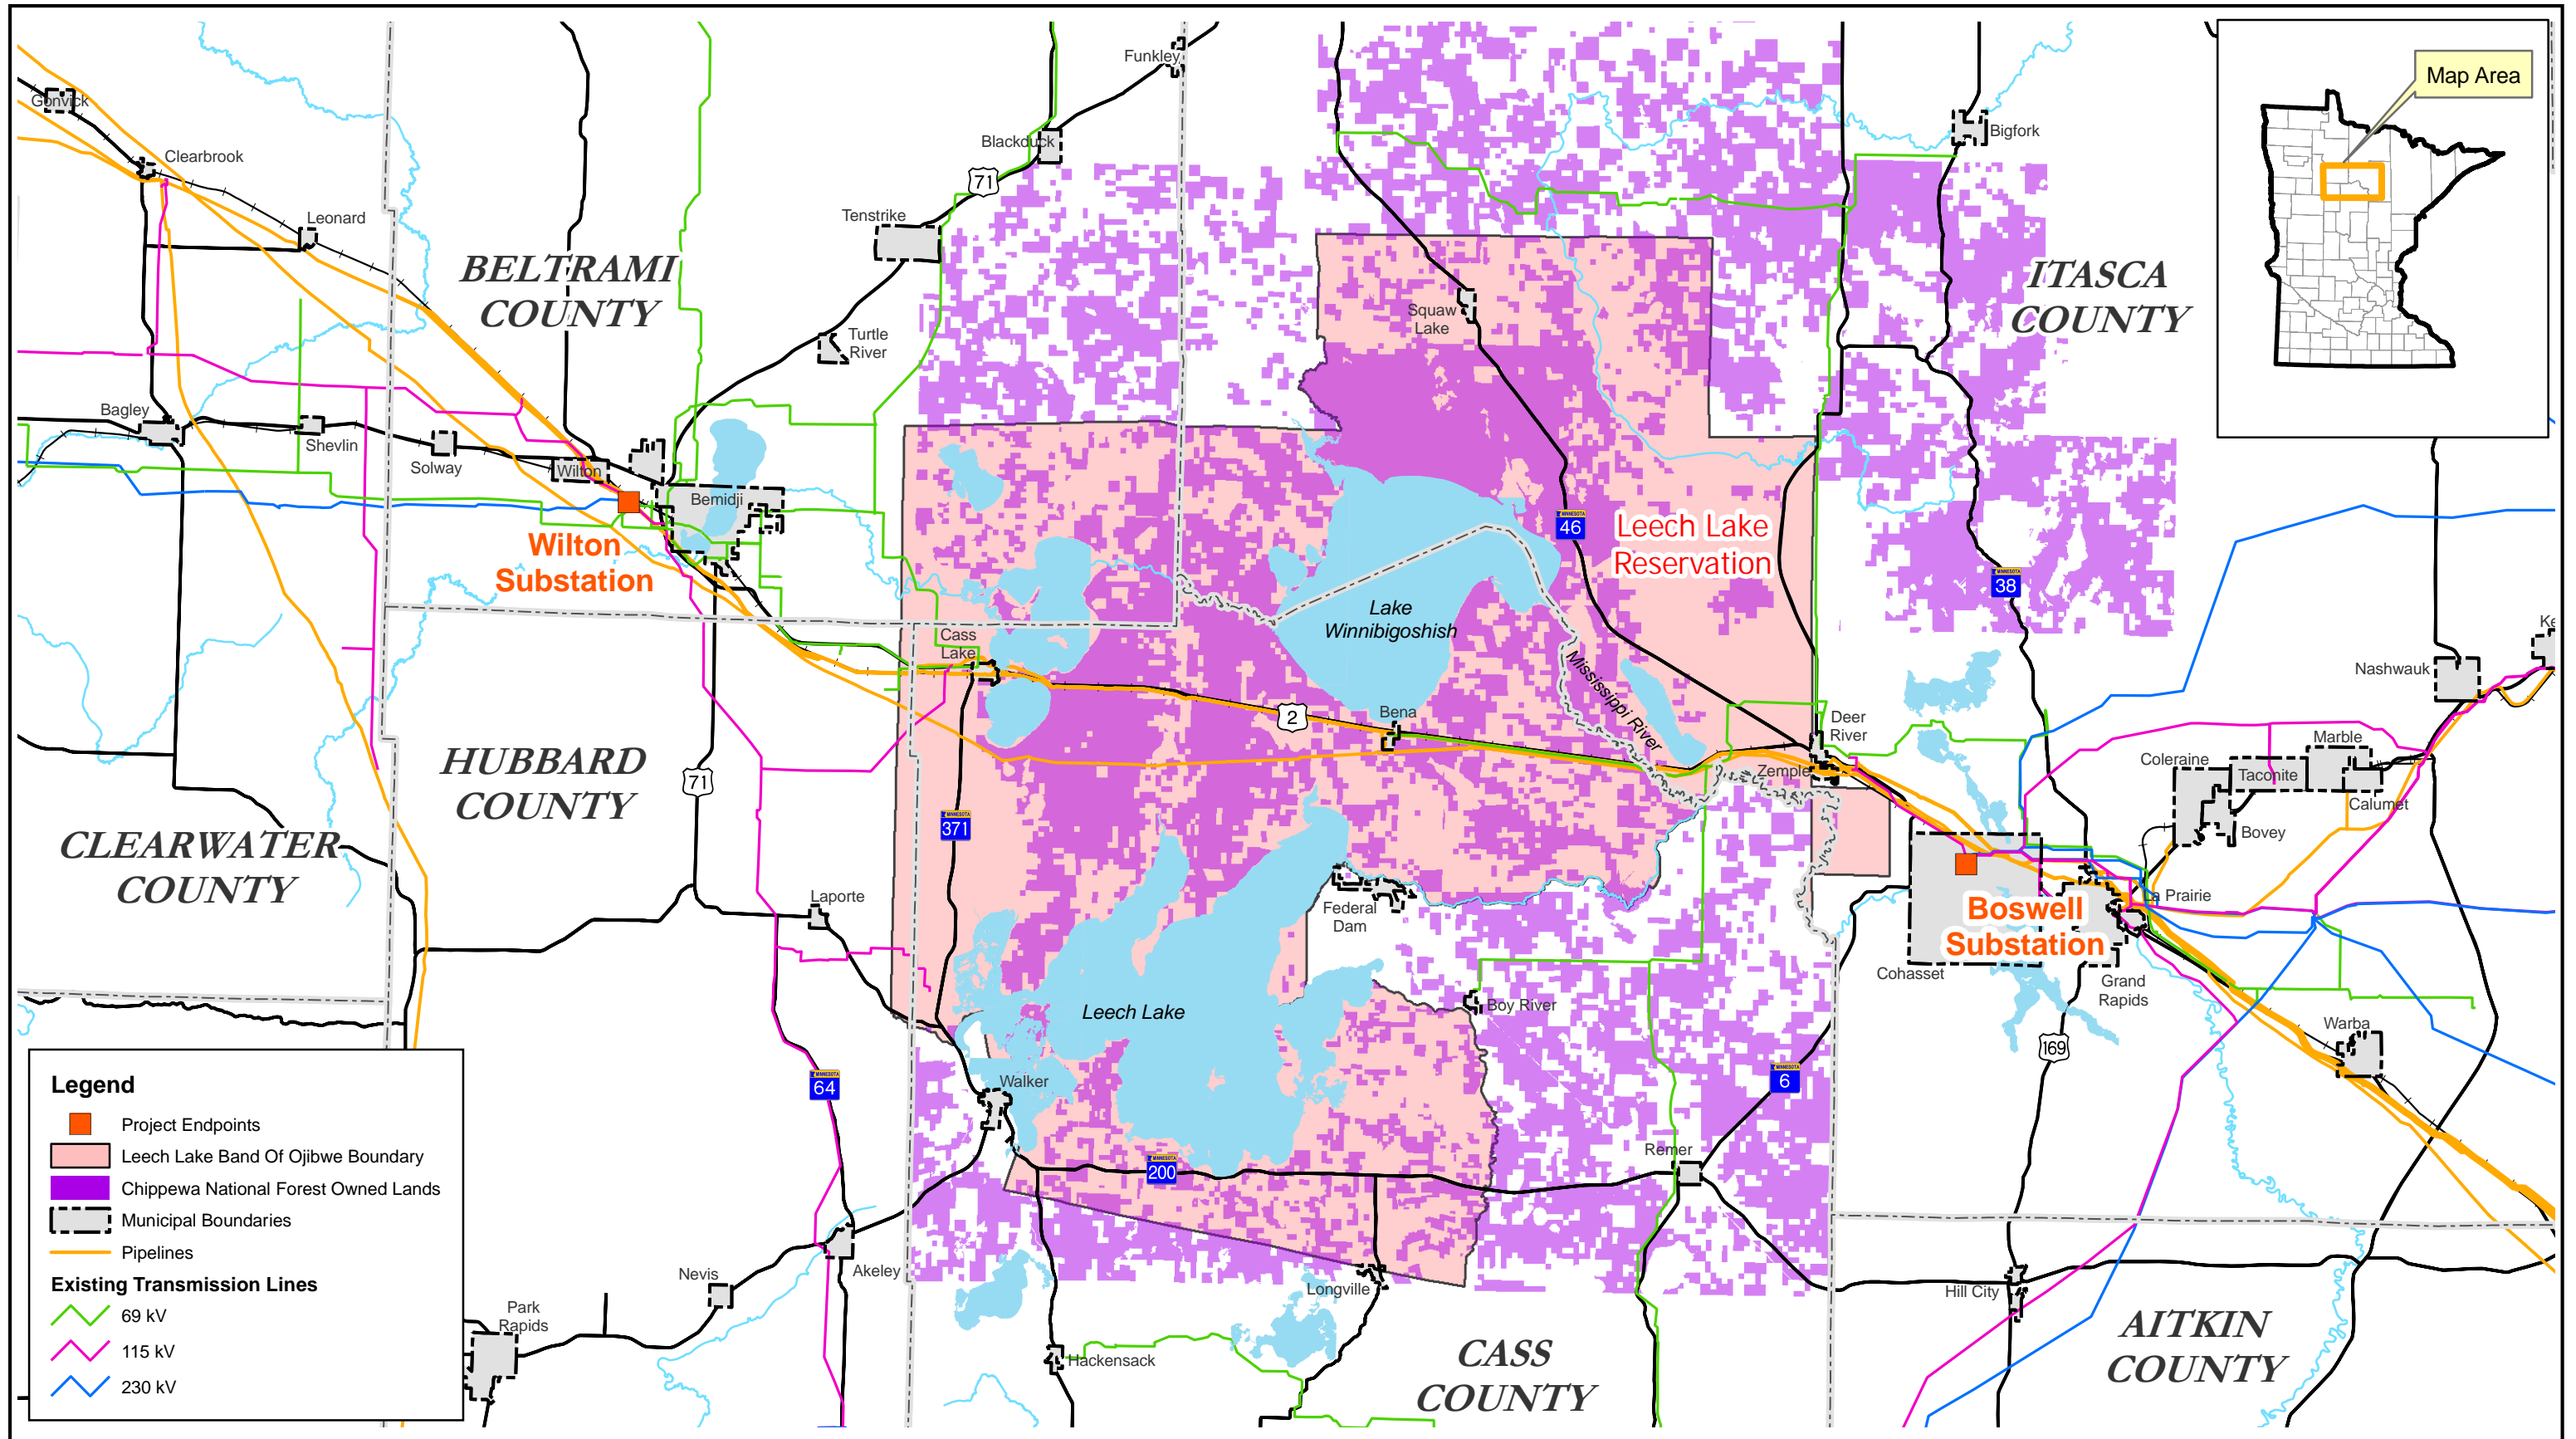 Funkley
Map Area
Gonvick
Bigfork
Blackduck
Clearbrook
71
Tenstrike
Leonard
BELTRAMI
COUNTY
ITASCA
COUNTY
Squaw
Lake
Turtle
River
Bagley
Shevlin
Solway
Wilton
Bemidji
46
Leech Lake
Reservation
Wilton
Substation
MINNESOTA
38
Lake
Winnibigoshish
Cass
Lake
Mississippi River
Nashwauk
2
Bena
Deer
River
Zemple
Marble
Coleraine
Taconite
Calumet
Bovey
HUBBARD
COUNTY
71
371
CLEARWATER
COUNTY
Laporte
Federal
Dam
La Prairie
Boswell
Substation
Cohasset
Grand
Rapids
Leech Lake
Boy River
Warba
169
Walker
64
6
Remer
200
Akeley
Nevis
Longville
Hill City
Park
Rapids
Hackensack
CASS
COUNTY
AITKIN
COUNTY
Legend
Project Endpoints
Leech Lake Band Of Ojibwe Boundary
Chippewa National Forest Owned Lands
Municipal Boundaries
Pipelines
Existing Transmission Lines
69 kV
115 kV
230 kV